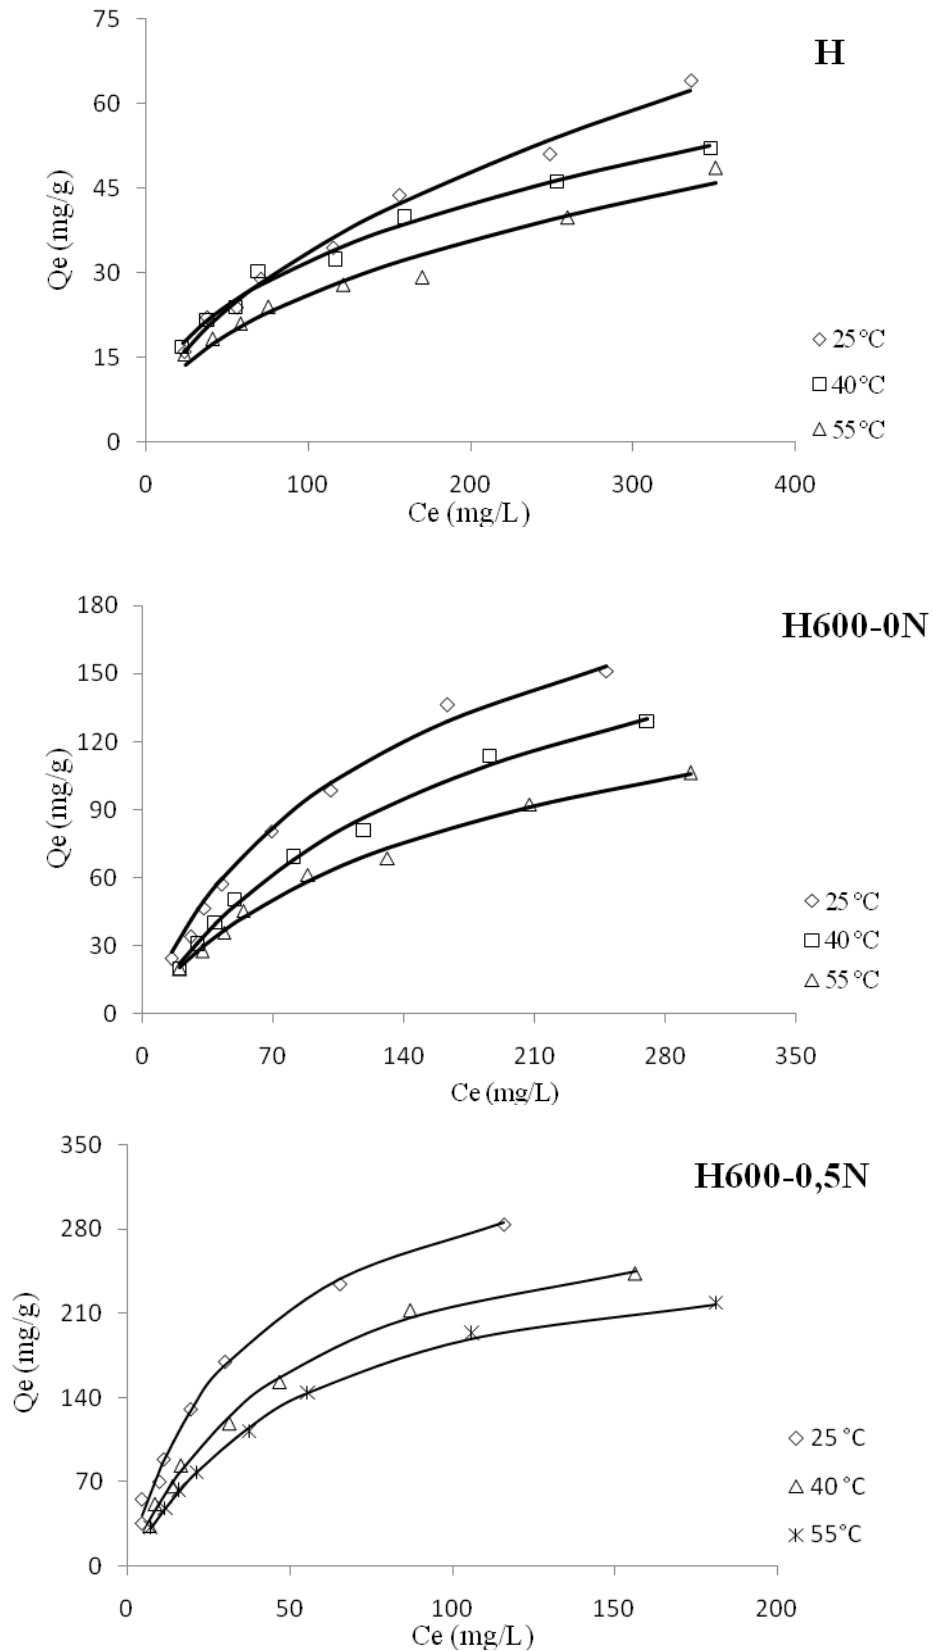 75
H
60
45
Qe (mg/g)
30
15
0
25 °C
40 °C
55 °C
0 100 200 300 400
Ce (mg/L)
180
H600-0N
150
120
90
Qe (mg/g)
60
30
0
25 °C
40 °C
55 °C
0 70 140 210 280 350
Ce (mg/L)
350
H600-0,5N
280
210
Qe (mg/g)
140
70
0
25 °C
40 °C
55°C
0 50 100 150 200
Ce (mg/L)